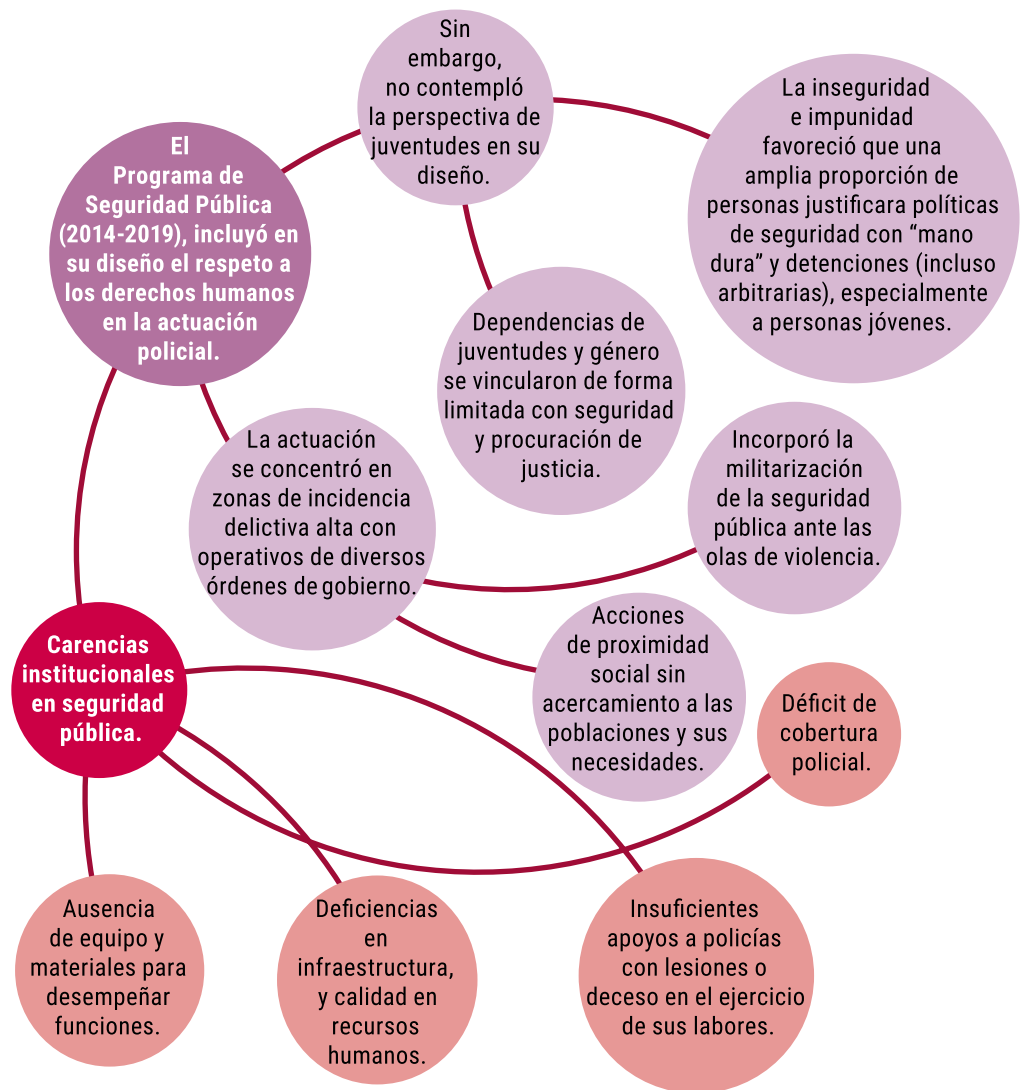 Sin
embargo,
no contempló
la perspectiva de
juventudes en su
diseño.
La inseguridad
e impunidad
favoreció que una
amplia proporción de
personas justificara políticas
de seguridad con “mano
dura” y detenciones (incluso
arbitrarias), especialmente
a personas jóvenes.
El
Programa de
Seguridad Pública
(2014-2019), incluyó en
su diseño el respeto a
los derechos humanos
en la actuación
policial.
Dependencias de
juventudes y género
se vincularon de forma
limitada con seguridad
y procuración de
justicia.
La actuación
se concentró en
zonas de incidencia
delictiva alta con
operativos de diversos
órdenes de gobierno.
Incorporó la
militarización
de la seguridad
pública ante las
olas de violencia.
Acciones
de proximidad
social sin
acercamiento a las
poblaciones y sus
necesidades.
Carencias
institucionales
en seguridad
pública.
Déficit de
cobertura
policial.
Ausencia
de equipo y
materiales para
desempeñar
funciones.
Deficiencias
en
infraestructura,
y calidad en
recursos
humanos.
Insuficientes
apoyos a policías
con lesiones o
deceso en el ejercicio
de sus labores.